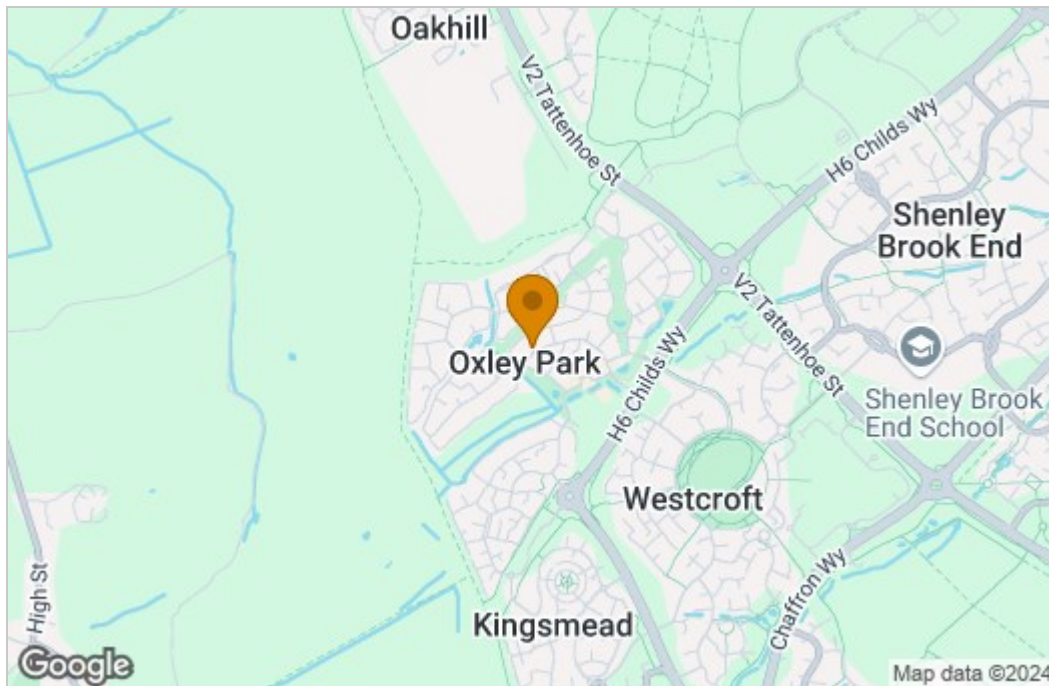 Oakhill
V2 Tattenhoe St
H6 Childs Wy
Shenley
Brook End
V2 Tattenhoe St
Oxley Park
H6 Childs Wy
Shenley Brook
End School
Westcroft
High St
Chaffron Wy
Kingsmead
Google
Map data ©2024